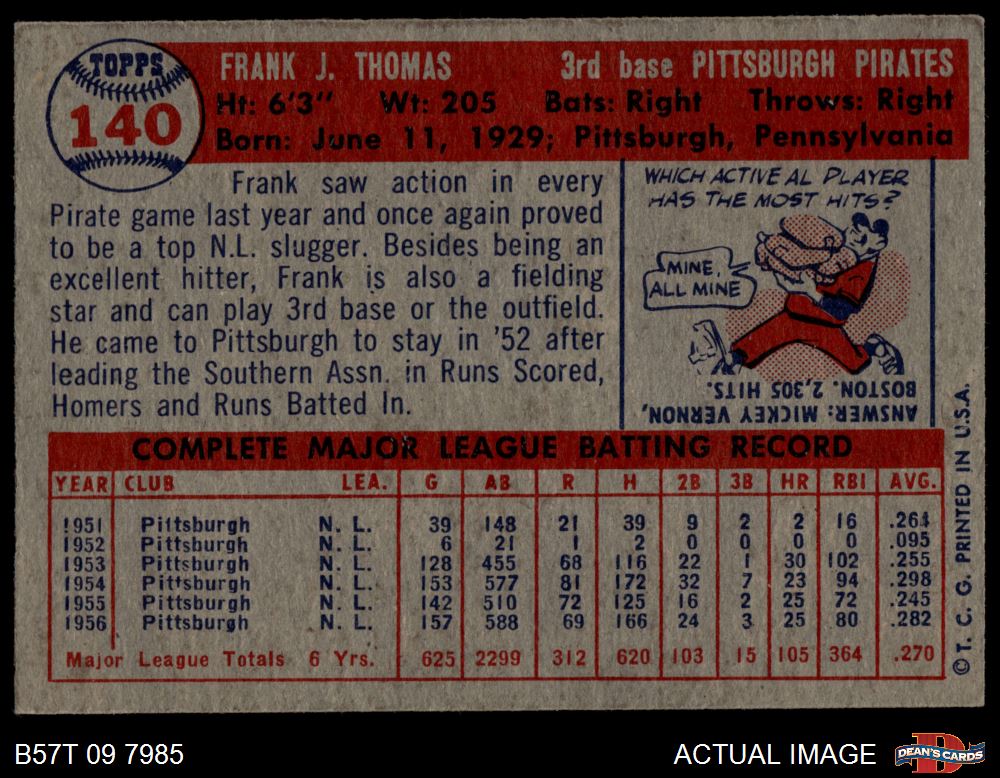 TOPPS
140
FRANK J. THOMAS 3rd base PITTSBURGH PIRATES
Ht: 6'3" Wt: 205 Bats: Right Throws: Right
Born: June 11, 1929; Pittsburgh, Pennsylvania
Frank saw action in every
Pirate game last year and once again proved
to be a top N.L. slugger. Besides being an
excellent hitter, Frank is also a fielding
star and can play 3rd base or the outfield.
He came to Pittsburgh to stay in '52 after
leading the Southern Assn. in Runs Scored,
Homers and Runs Batted In.
WHICH ACTIVE AL PLAYER
HAS THE MOST HITS?
MINE,
ALL MINE
ANSWER: MICKEY VERNON,
BOSTON. 2,305 HITS.
COMPLETE MAJOR LEAGUE BATTING RECORD
YEAR CLUB LEA. G AB R H 2B 3B HR RBI AVG.
1951 Pittsburgh N. L. 39 148 21 39 9 2 2 16 .264
1952 Pittsburgh N. L. 6 21 1 2 0 0 0 0 .095
1953 Pittsburgh N. L. 128 455 68 116 22 1 30 102 .255
1954 Pittsburgh N. L. 153 577 81 172 32 7 23 94 .298
1955 Pittsburgh N. L. 142 510 72 125 16 2 25 72 .245
1956 Pittsburgh N. L. 157 588 69 166 24 3 25 80 .282
Major League Totals 6 Yrs. 625 2299 312 620 103 15 105 364 .270
© T. C. G. PRINTED IN U.S.A.
B57T 09 7985
ACTUAL IMAGE
DEAN'S CARDS